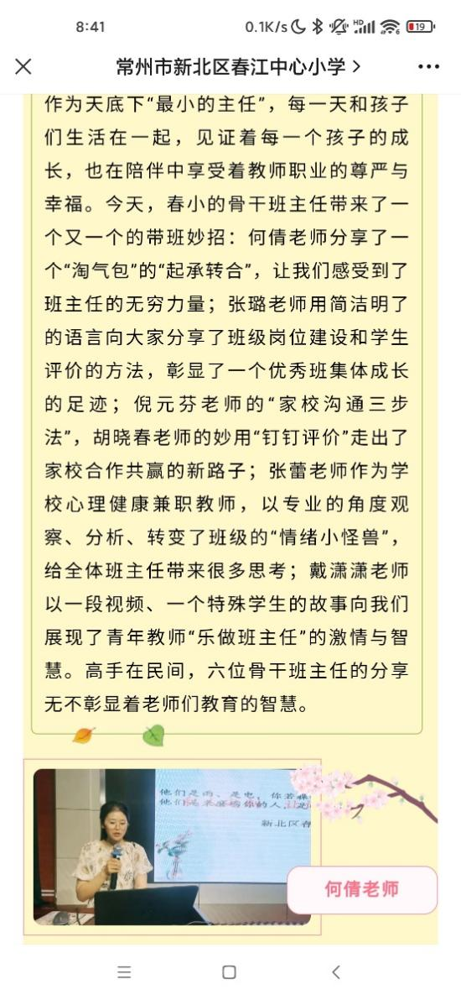 8:41
0.1K/s
HD
19
常州市新北区春江中心小学
作为天底下“最小的主任”，每一天和孩子
们生活在一起，见证着每一个孩子的成
长，也在陪伴中享受着教师职业的尊严与
幸福。今天，春小的骨干班主任带来了一
个又一个的带班妙招：何倩老师分享了一
个“淘气包”的“起承转合”，让我们感受到了
班主任的无穷力量；张璐老师用简洁明了
的语言向大家分享了班级岗位建设和学生
评价的方法，彰显了一个优秀班集体成长
的足迹；倪元芬老师的“家校沟通三步
法”，胡晓春老师的妙用“钉钉评价”走出了
家校合作共赢的新路子；张蕾老师作为学
校心理健康兼职教师，以专业的角度观
察、分析、转变了班级的“情绪小怪兽”，
给全体班主任带来很多思考；戴潇潇老师
以一段视频、一个特殊学生的故事向我们
展现了青年教师“乐做班主任”的激情与智
慧。高手在民间，六位骨干班主任的分享
无不彰显着老师们教育的智慧。
他们是雨、是电，你若
他们是来度你的人，
新北区春
何倩老师